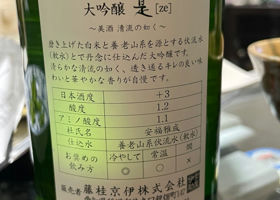 大吟醸 是[ze]
～美酒 清流の如く～
磨き上げた白米と養老山系を源とする伏流水
(軟水)とで丹念に仕込んだ大吟醸です。
清らかな清流の如く、透き通るキレの良い味
わいと華やかな香りが自慢です。
日本酒度 +3
酸度 1.2
アミノ酸度 1.1
杜氏名 安福雅成
仕込水 養老山系伏流水(軟水)
お奨めの飲み方 冷やして 常温 燗
◎ ○
販売者 藤桂京伊株式会社